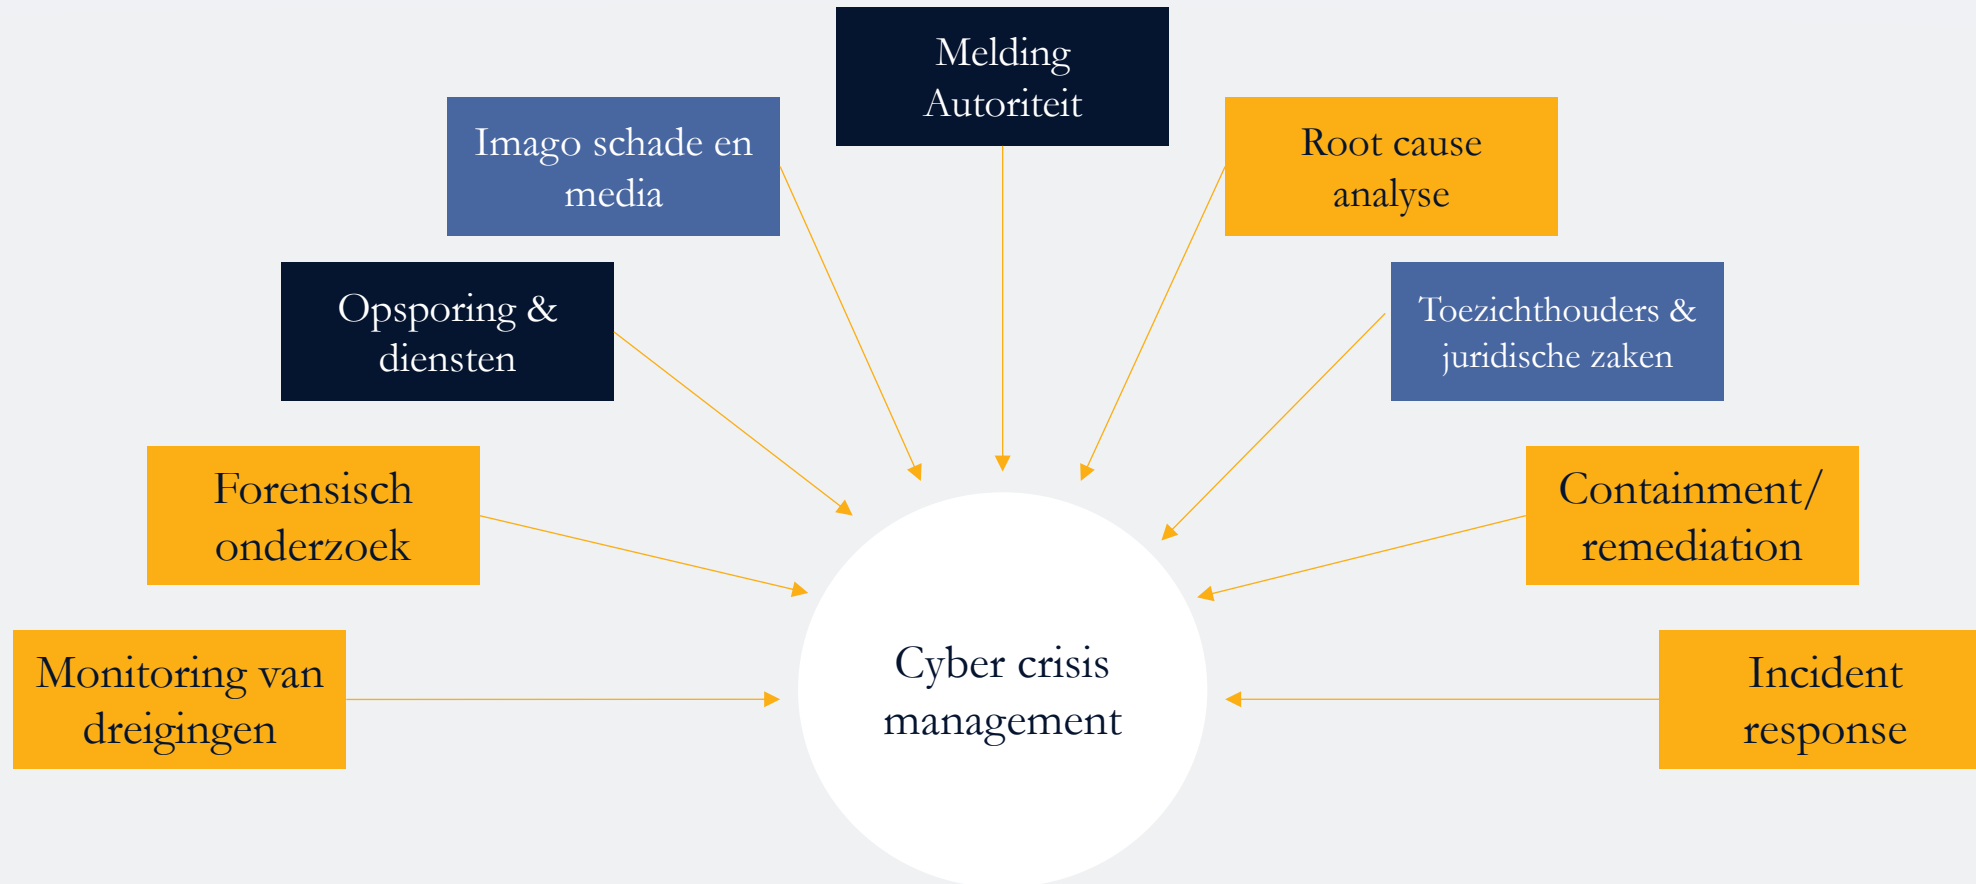 Melding
Autoriteit
Imago schade en
media
Root cause
analyse
Opsporing &
diensten
Toezichthouders &
juridische zaken
Forensisch
onderzoek
Containment/
remediation
Monitoring van
dreigingen
Cyber crisis
management
Incident
response